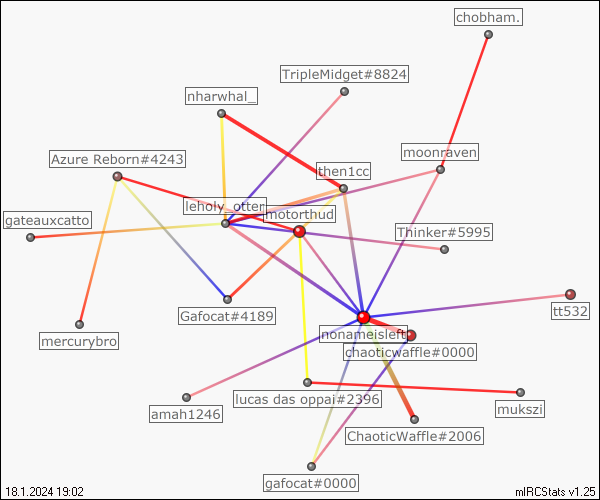 chobham.
TripleMidget#8824
nharwhal_
moonraven
Azure Reborn#4243
then1cc
leholy_otter
motorthud
gateauxcatto
Thinker#5995
Gafocat#4189
tt532
nonameisleft
mercurybro
chaoticwaffle#0000
lucas das oppai#2396
mukszi
amah1246
ChaoticWaffle#2006
gafocat#0000
18.1.2024 19:02
mIRCStats v1.25